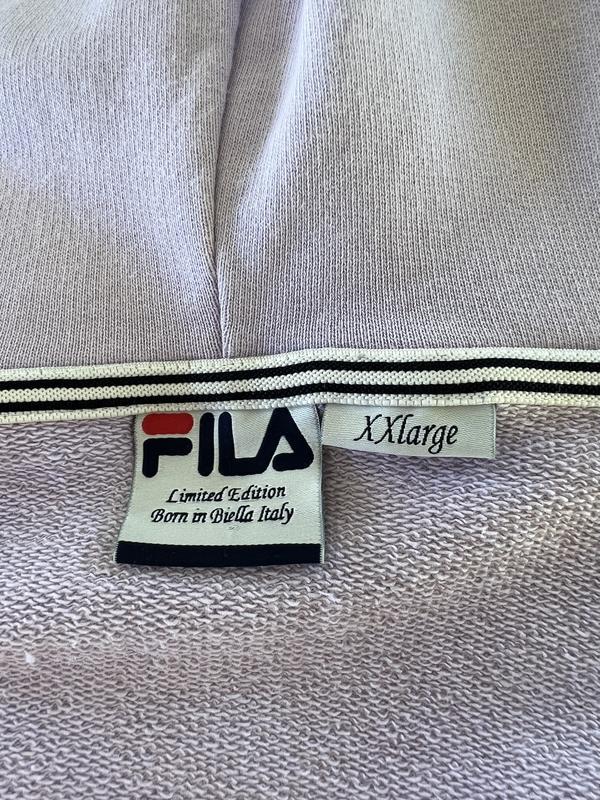 FILA
Limited Edition
Born in Biella Italy
XXlarge